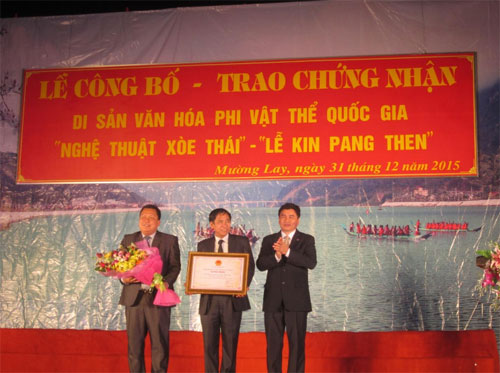 LỄ CÔNG BỐ - TRAO CHỨNG NHẬN
DI SẢN VĂN HÓA PHI VẬT THỂ QUỐC GIA
"NGHỆ THUẬT XÒE THÁI" - "LỄ KIN PANG THEN"
Mường Lay, ngày 31 tháng 12 năm 2015